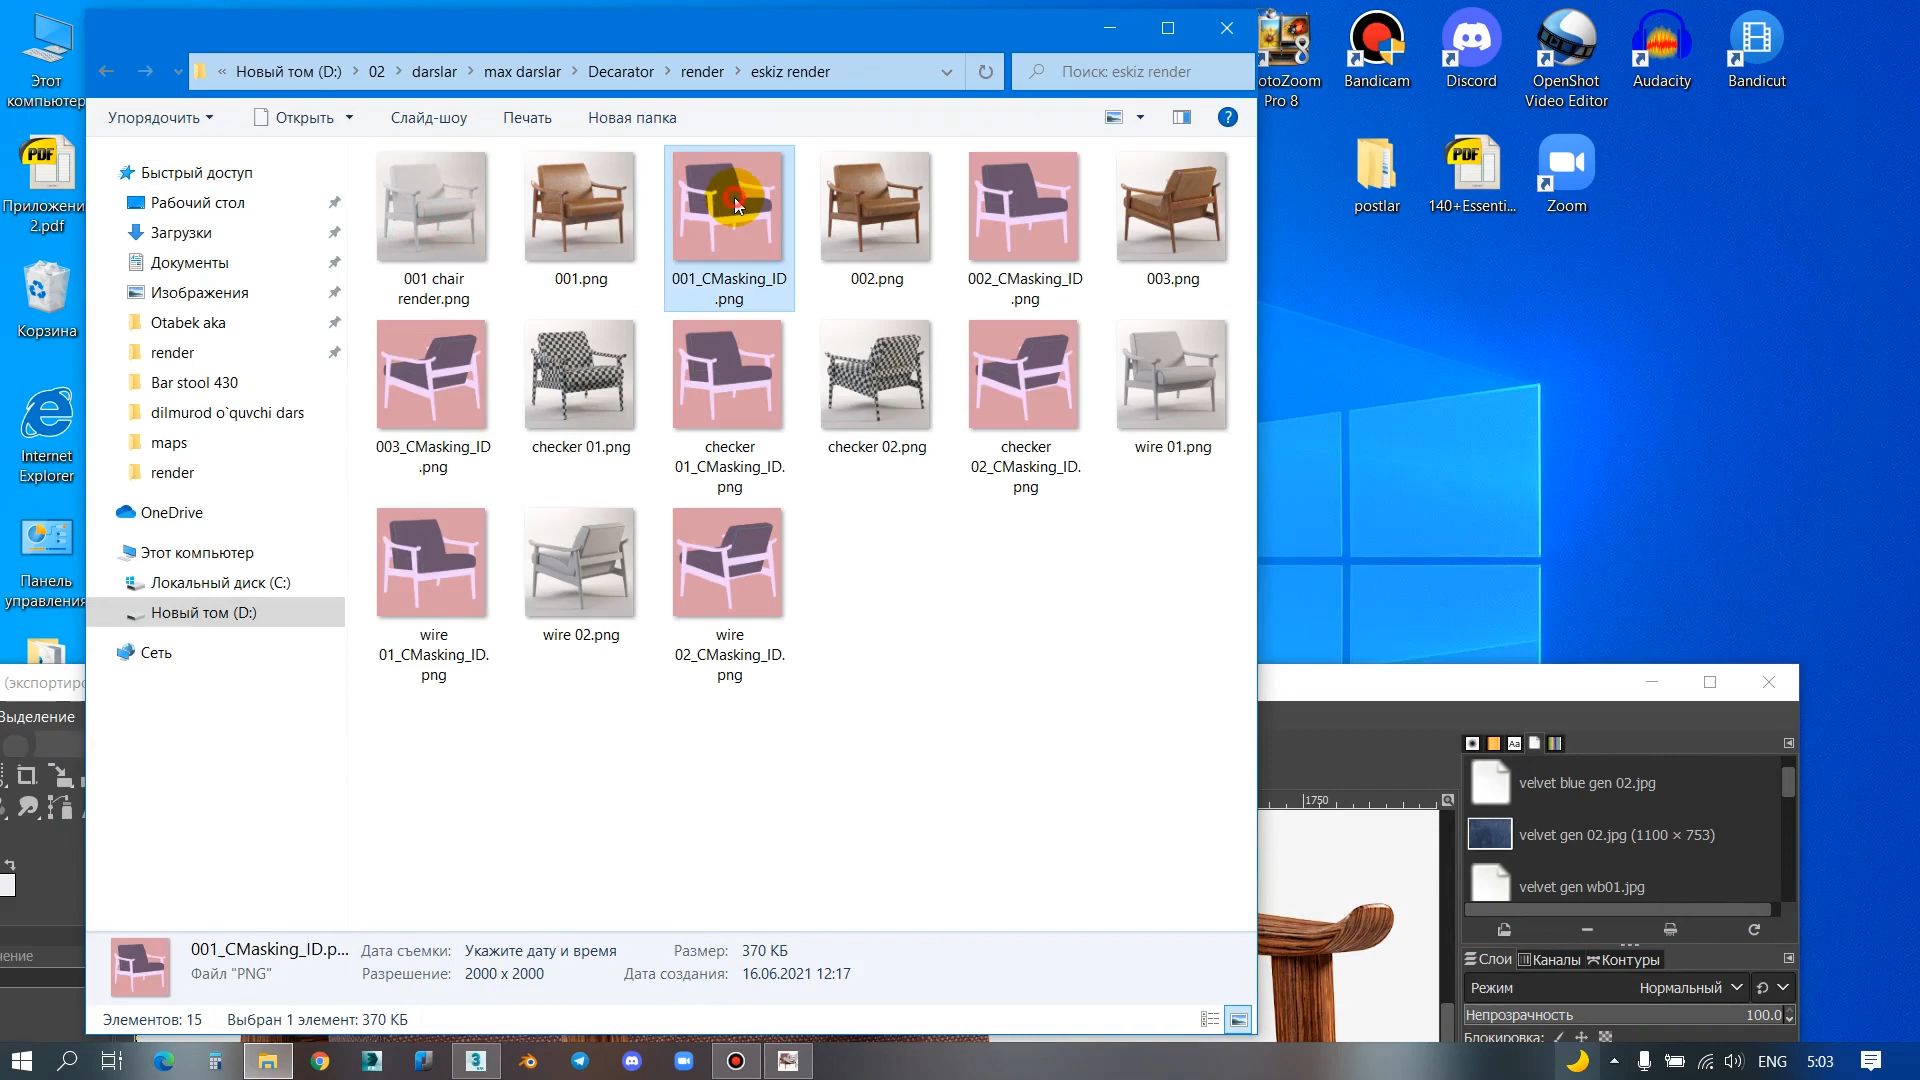 Этот
компьютер
PDF
Приложени
2.pdf
Корзина
Internet
Explorer
Панель
управления
« Новый том (D:) > 02 > darslar > max darslar > Decarator > render > eskiz render
Поиск: eskiz render
Упорядочить
Открыть
Слайд-шоу
Печать
Новая папка
Быстрый доступ
Рабочий стол
Загрузки
Документы
Изображения
Otabek aka
render
Bar stool 430
dilmurod o`quvchi dars
maps
render
OneDrive
Этот компьютер
Локальный диск (C:)
Новый том (D:)
Сеть
001 chair
render.png
001.png
001_CMasking_ID
.png
002.png
002_CMasking_ID
.png
003.png
003_CMasking_ID
.png
checker 01.png
checker
01_CMasking_ID.
png
checker 02.png
checker
02_CMasking_ID.
png
wire 01.png
wire
01_CMasking_ID.
png
wire 02.png
wire
02_CMasking_ID.
png
001_CMasking_ID.p...
Файл "PNG"
Дата съемки: Укажите дату и время
Разрешение: 2000 x 2000
Размер: 370 КБ
Дата создания: 16.06.2021 12:17
Элементов: 15
Выбран 1 элемент: 370 КБ
otoZoom
Pro 8
Bandicam
Discord
OpenShot
Video Editor
Audacity
Bandicut
postlar
PDF
140+Essenti...
Zoom
(экспортиро
Выделение
чение
1750
Aa
velvet blue gen 02.jpg
velvet gen 02.jpg (1100 × 753)
velvet gen wb01.jpg
Слои
Каналы
Контуры
Режим
Нормальный
Непрозрачность
100.0
Блокировка:
ENG
5:03